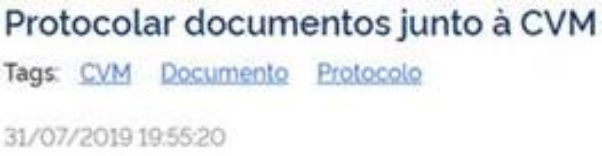 Protocolar documentos junto à CVM
Tags: CVM Documento Protocolo
31/07/2019 19:55:20